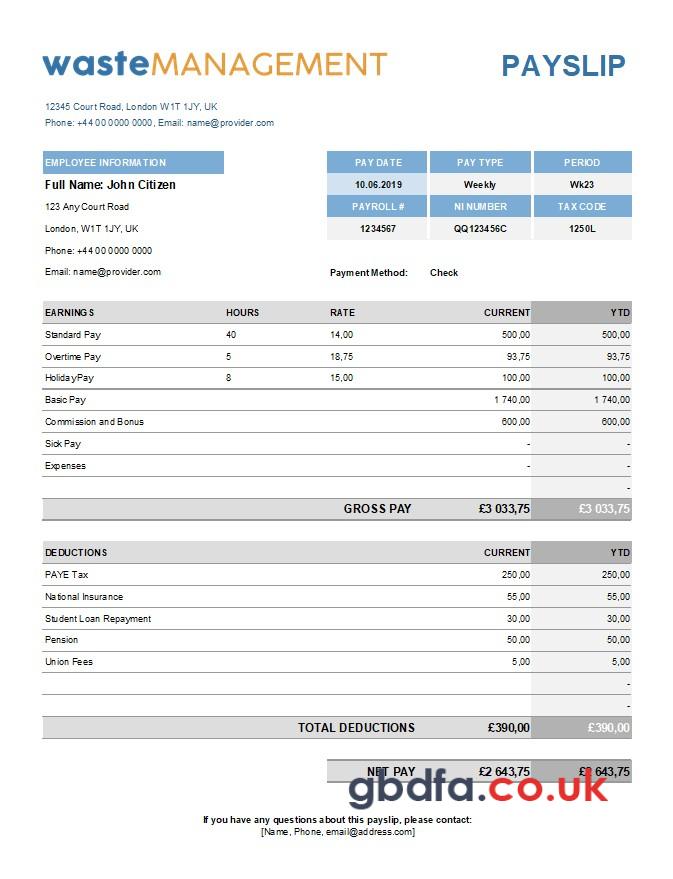 wasteMANAGEMENT PAYSLIP
12345 Court Road, London W1T 1JY, UK
Phone: +44 00 0000 0000, Email: name@provider.com
EMPLOYEE INFORMATION PAY DATE PAY TYPE PERIOD
Full Name: John Citizen 10.06.2019 Weekly Wk23
123 Any Court Road PAYROLL # NI NUMBER TAX CODE
London, W1T 1JY, UK 1234567 QQ123456C 1250L
Phone: +44 00 0000 0000
Email: name@provider.com Payment Method: Check
EARNINGS HOURS RATE CURRENT YTD
Standard Pay 40 14,00 500,00 500,00
Overtime Pay 5 18,75 93,75 93,75
Holiday Pay 8 15,00 100,00 100,00
Basic Pay 1 740,00 1 740,00
Commission and Bonus 600,00 600,00
Sick Pay - -
Expenses - -
-
GROSS PAY £3 033,75 £3 033,75
DEDUCTIONS CURRENT YTD
PAYE Tax 250,00 250,00
National Insurance 55,00 55,00
Student Loan Repayment 30,00 30,00
Pension 50,00 50,00
Union Fees 5,00 5,00
-
-
TOTAL DEDUCTIONS £390,00 £390,00
NET PAY £2 643,75 £2 643,75
gbdfa.co.uk
If you have any questions about this payslip, please contact:
[Name, Phone, email@address.com]